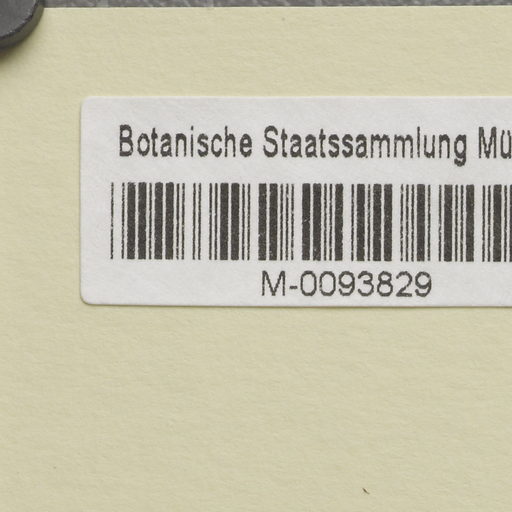 Botanische Staatssammlung Mü
M-0093829